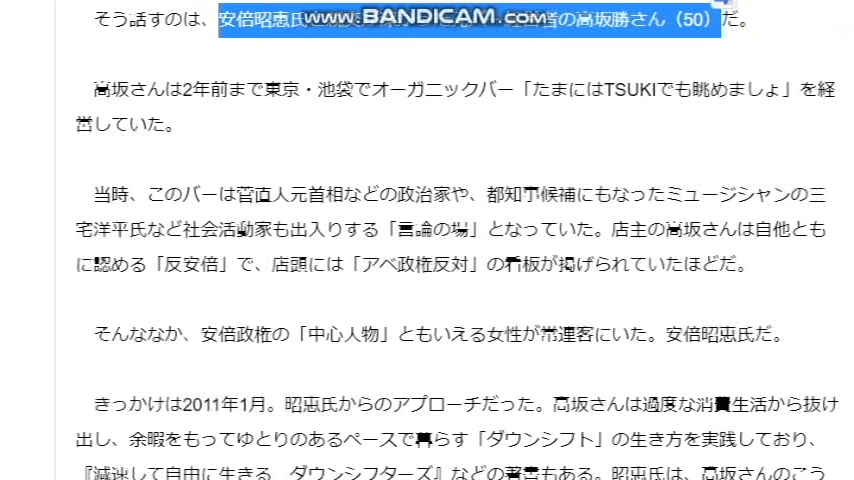 そう話すのは、安倍昭恵氏 www.BANDICAM.com 者の高坂勝さん（50）だ。
高坂さんは2年前まで東京・池袋でオーガニックバー「たまにはTSUKIでも眺めましょ」を経
営していた。
当時、このバーは菅直人元首相などの政治家や、都知事候補にもなったミュージシャンの三
宅洋平氏など社会活動家も出入りする「言論の場」となっていた。店主の高坂さんは自他とも
に認める「反安倍」で、店頭には「アベ政権反対」の看板が掲げられていたほどだ。
そんななか、安倍政権の「中心人物」ともいえる女性が常連客にいた。安倍昭恵氏だ。
きっかけは2011年1月。昭恵氏からのアプローチだった。高坂さんは過度な消費生活から抜け
出し、余暇をもってゆとりのあるペースで暮らす「ダウンシフト」の生き方を実践しており、
『減速して自由に生きる　ダウンシフターズ』などの著書もある。昭恵氏は、高坂さんのこう